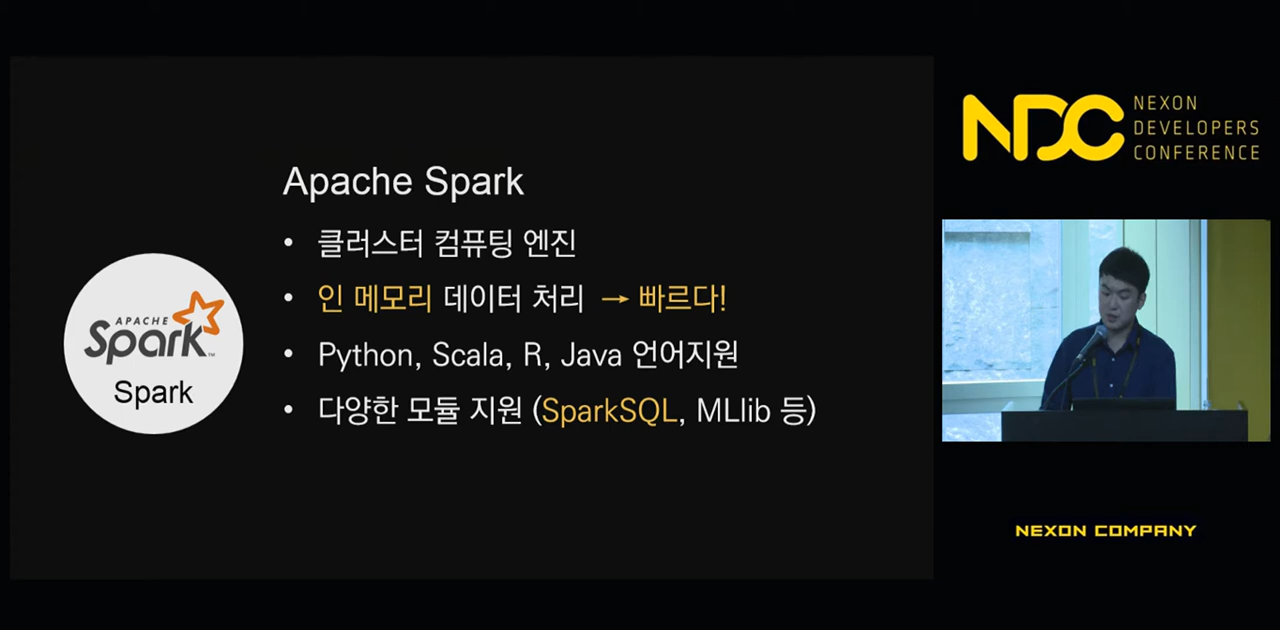 Apache Spark
• 클러스터 컴퓨팅 엔진
• 인 메모리 데이터 처리 → 빠르다!
• Python, Scala, R, Java 언어지원
• 다양한 모듈 지원 (SparkSQL, MLlib 등)
APACHE
Spark™
Spark
NDC
NEXON
DEVELOPERS
CONFERENCE
NEXON COMPANY